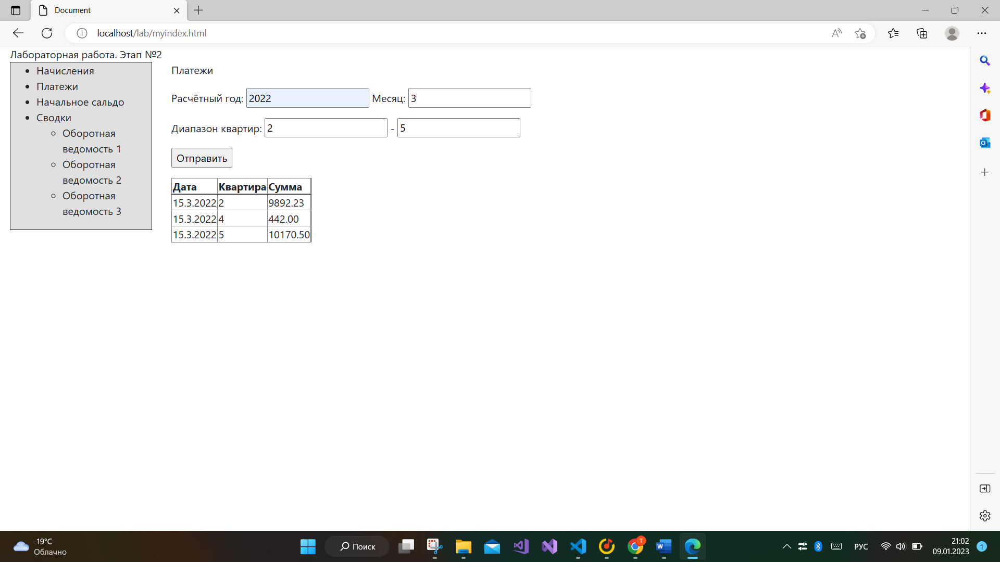 Document
localhost/lab/myindex.html
Лабораторная работа. Этап №2
Начисления
Платежи
Начальное сальдо
Сводки
Оборотная
ведомость 1
Оборотная
ведомость 2
Оборотная
ведомость 3
Платежи
Расчётный год: 2022 Месяц: 3
Диапазон квартир: 2 - 5
Отправить
Дата Квартира Сумма
15.3.2022 2 9892.23
15.3.2022 4 442.00
15.3.2022 5 10170.50
-19°C
Облачно
Поиск
T
РУС
21:02
09.01.2023
1